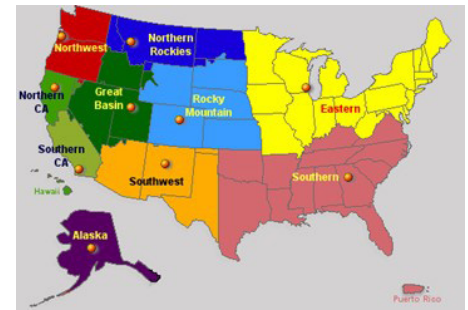 Northwest
Northern
Rockies
Northern
CA
Great
Basin
Rocky
Mountain
Eastern
Southern
CA
Southwest
Southern
Hawaii
Alaska
Puerto Rico